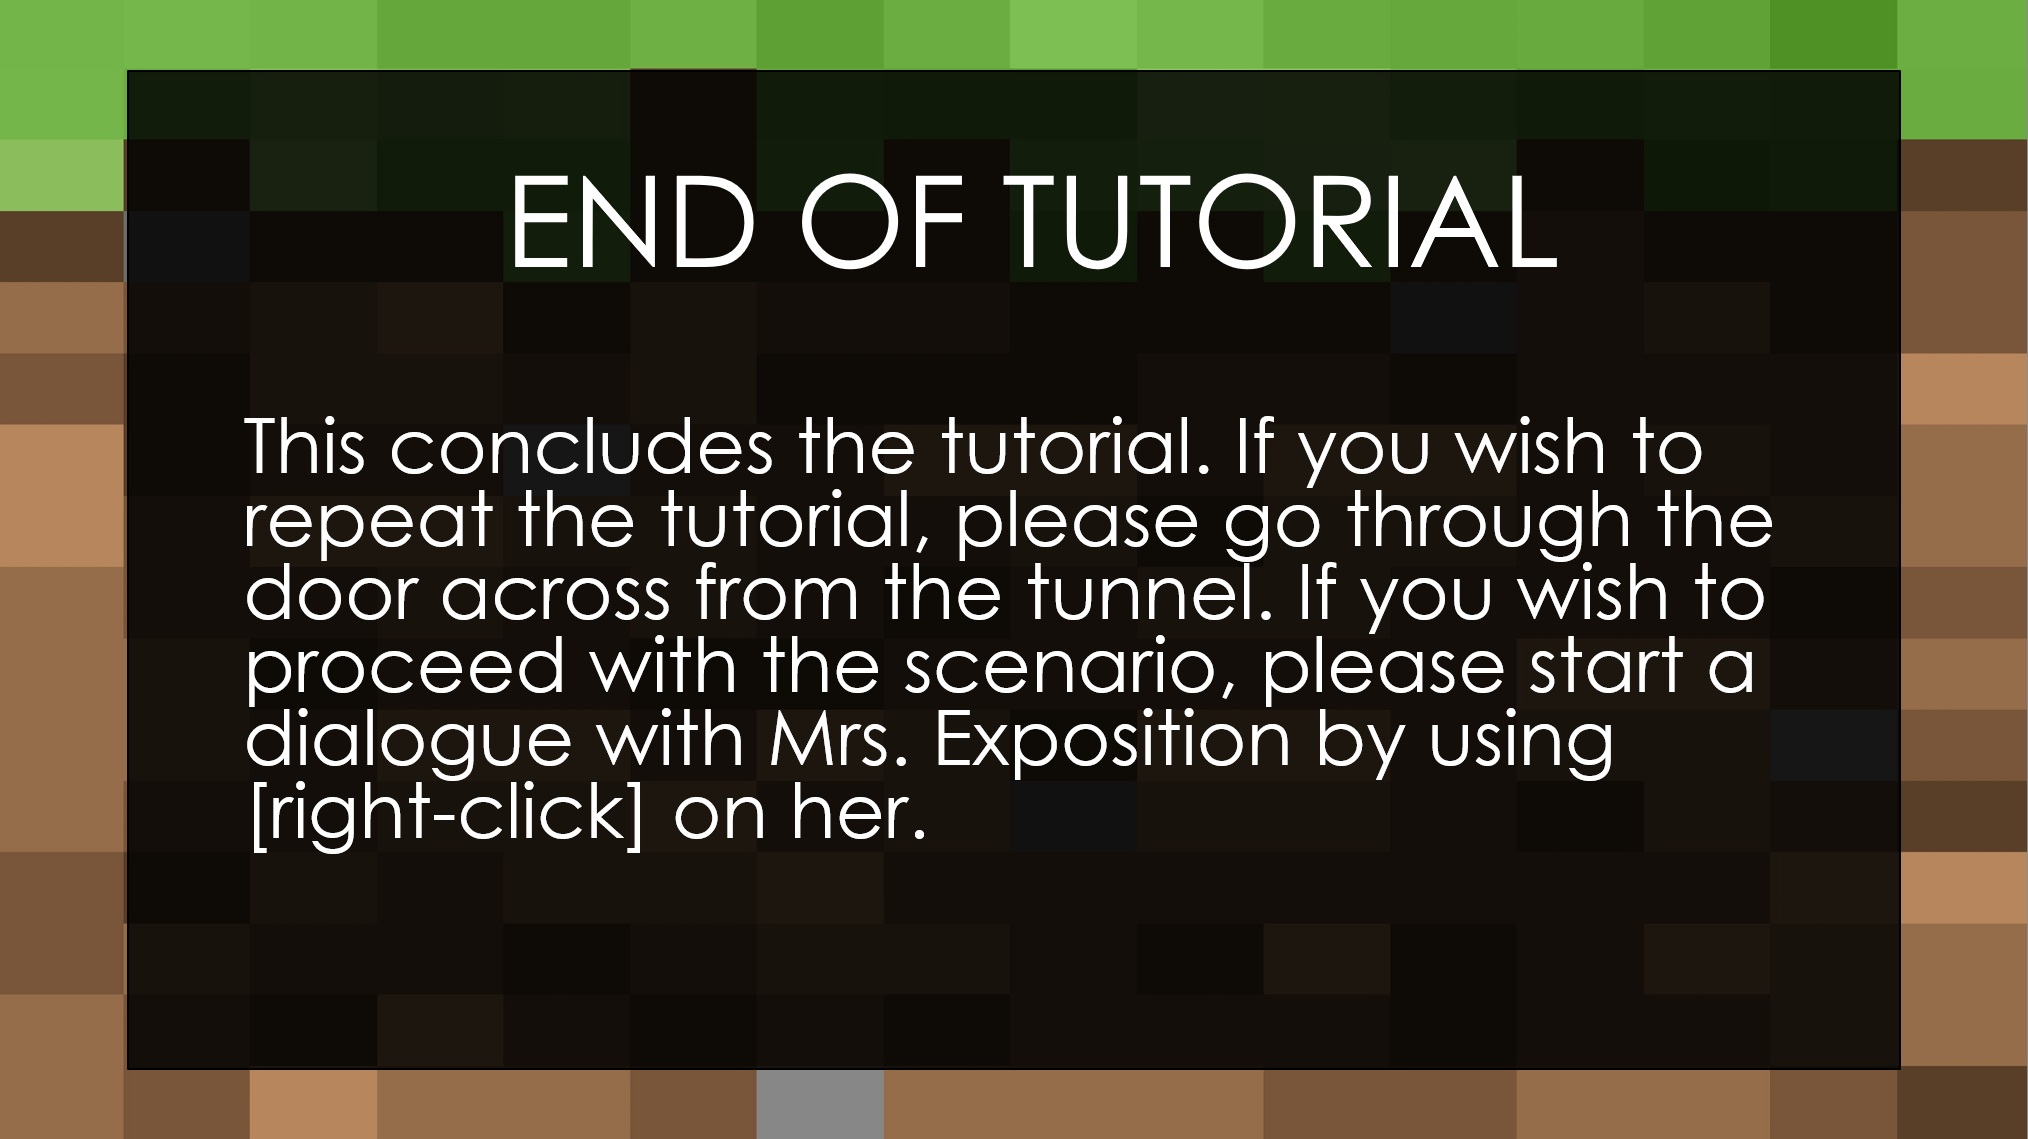 END OF TUTORIAL
This concludes the tutorial. If you wish to
repeat the tutorial, please go through the
door across from the tunnel. If you wish to
proceed with the scenario, please start a
dialogue with Mrs. Exposition by using
[right-click] on her.